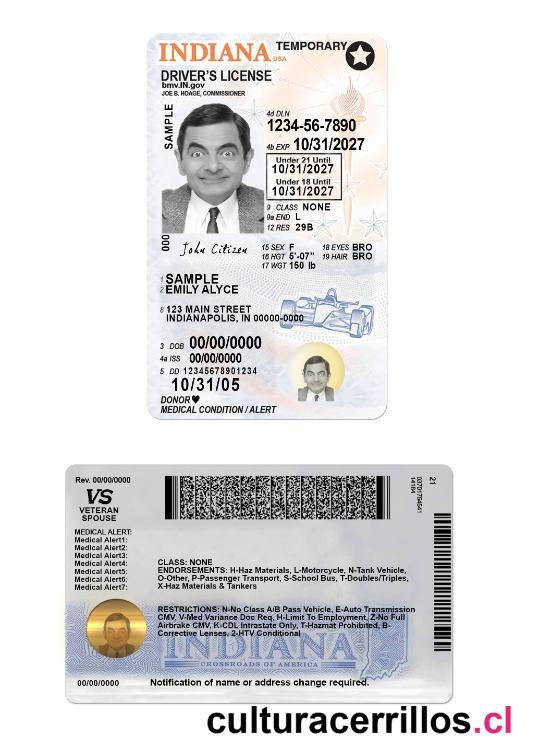 INDIANA USA TEMPORARY
DRIVER'S LICENSE
bmv.IN.gov
JOE B. HOAGE, COMMISSIONER
SAMPLE
4d DLN
1234-56-7890
4b EXP 10/31/2027
Under 21 Until
10/31/2027
Under 18 Until
10/31/2027
9 CLASS NONE
9a END L
12 RES 29B
000
John Citizen
15 SEX F 18 EYES BRO
16 HGT 5'-07" 19 HAIR BRO
17 WGT 150 lb
1 SAMPLE
2 EMILY ALYCE
8 123 MAIN STREET
INDIANAPOLIS, IN 00000-0000
3 DOB 00/00/0000
4a ISS 00/00/0000
5 DD 12345678901234
10/31/05
DONOR♥
MEDICAL CONDITION / ALERT
Rev. 00/00/0000
VS
VETERAN
SPOUSE
MEDICAL ALERT:
Medical Alert1:
Medical Alert2:
Medical Alert3:
Medical Alert4:
Medical Alert5:
Medical Alert6:
Medical Alert7:
21
CLASS: NONE
ENDORSEMENTS: H-Haz Materials, L-Motorcycle, N-Tank Vehicle,
O-Other, P-Passenger Transport, S-School Bus, T-Doubles/Triples,
X-Haz Materials & Tankers
RESTRICTIONS: N-No Class A/B Pass Vehicle, E-Auto Transmission
CMV, V-Med Variance Doc Req, H-Limit To Employment, Z-No Full
Airbrake CMV, K-CDL Intrastate Only, T-Hazmat Prohibited, B-
Corrective Lenses, 2-HTV Conditional
INDIANA
CROSSROADS OF AMERICA
00/00/0000
Notification of name or address change required.
culturacerrillos.cl